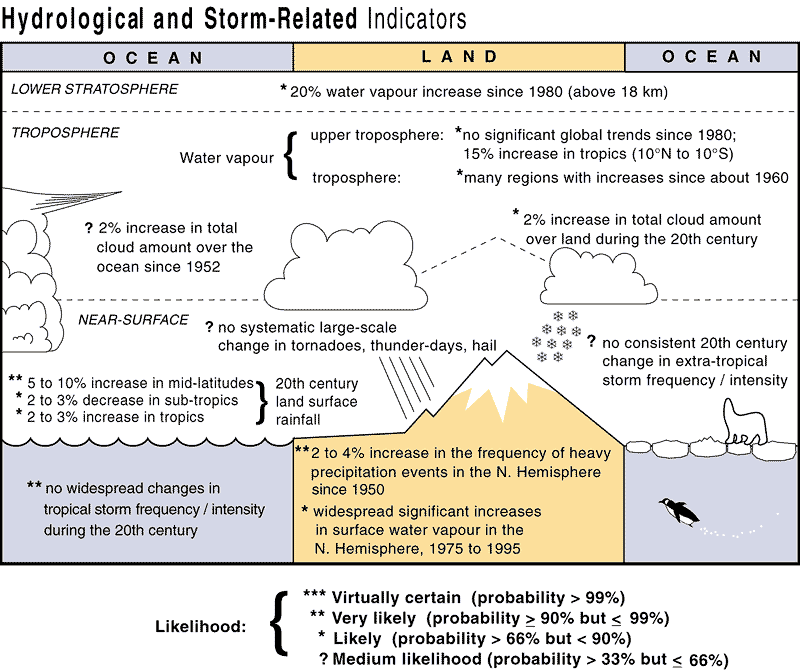 Hydrological and Storm-Related Indicators
OCEAN LAND OCEAN
LOWER STRATOSPHERE
*20% water vapour increase since 1980 (above 18 km)
TROPOSPHERE
Water vapour
upper troposphere: *no significant global trends since 1980;
15% increase in tropics (10°N to 10°S)
troposphere: *many regions with increases since about 1960
? 2% increase in total
cloud amount over the
ocean since 1952
* 2% increase in total cloud amount
over land during the 20th century
NEAR-SURFACE
? no systematic large-scale
change in tornadoes, thunder-days, hail
? no consistent 20th century
change in extra-tropical
storm frequency / intensity
** 5 to 10% increase in mid-latitudes
* 2 to 3% decrease in sub-tropics
* 2 to 3% increase in tropics
20th century
land surface
rainfall
** no widespread changes in
tropical storm frequency / intensity
during the 20th century
**2 to 4% increase in the frequency of heavy
precipitation events in the N. Hemisphere
since 1950
* widespread significant increases
in surface water vapour in the
N. Hemisphere, 1975 to 1995
Likelihood:
*** Virtually certain (probability > 99%)
** Very likely (probability ≥ 90% but ≤ 99%)
* Likely (probability > 66% but < 90%)
? Medium likelihood (probability > 33% but ≤ 66%)